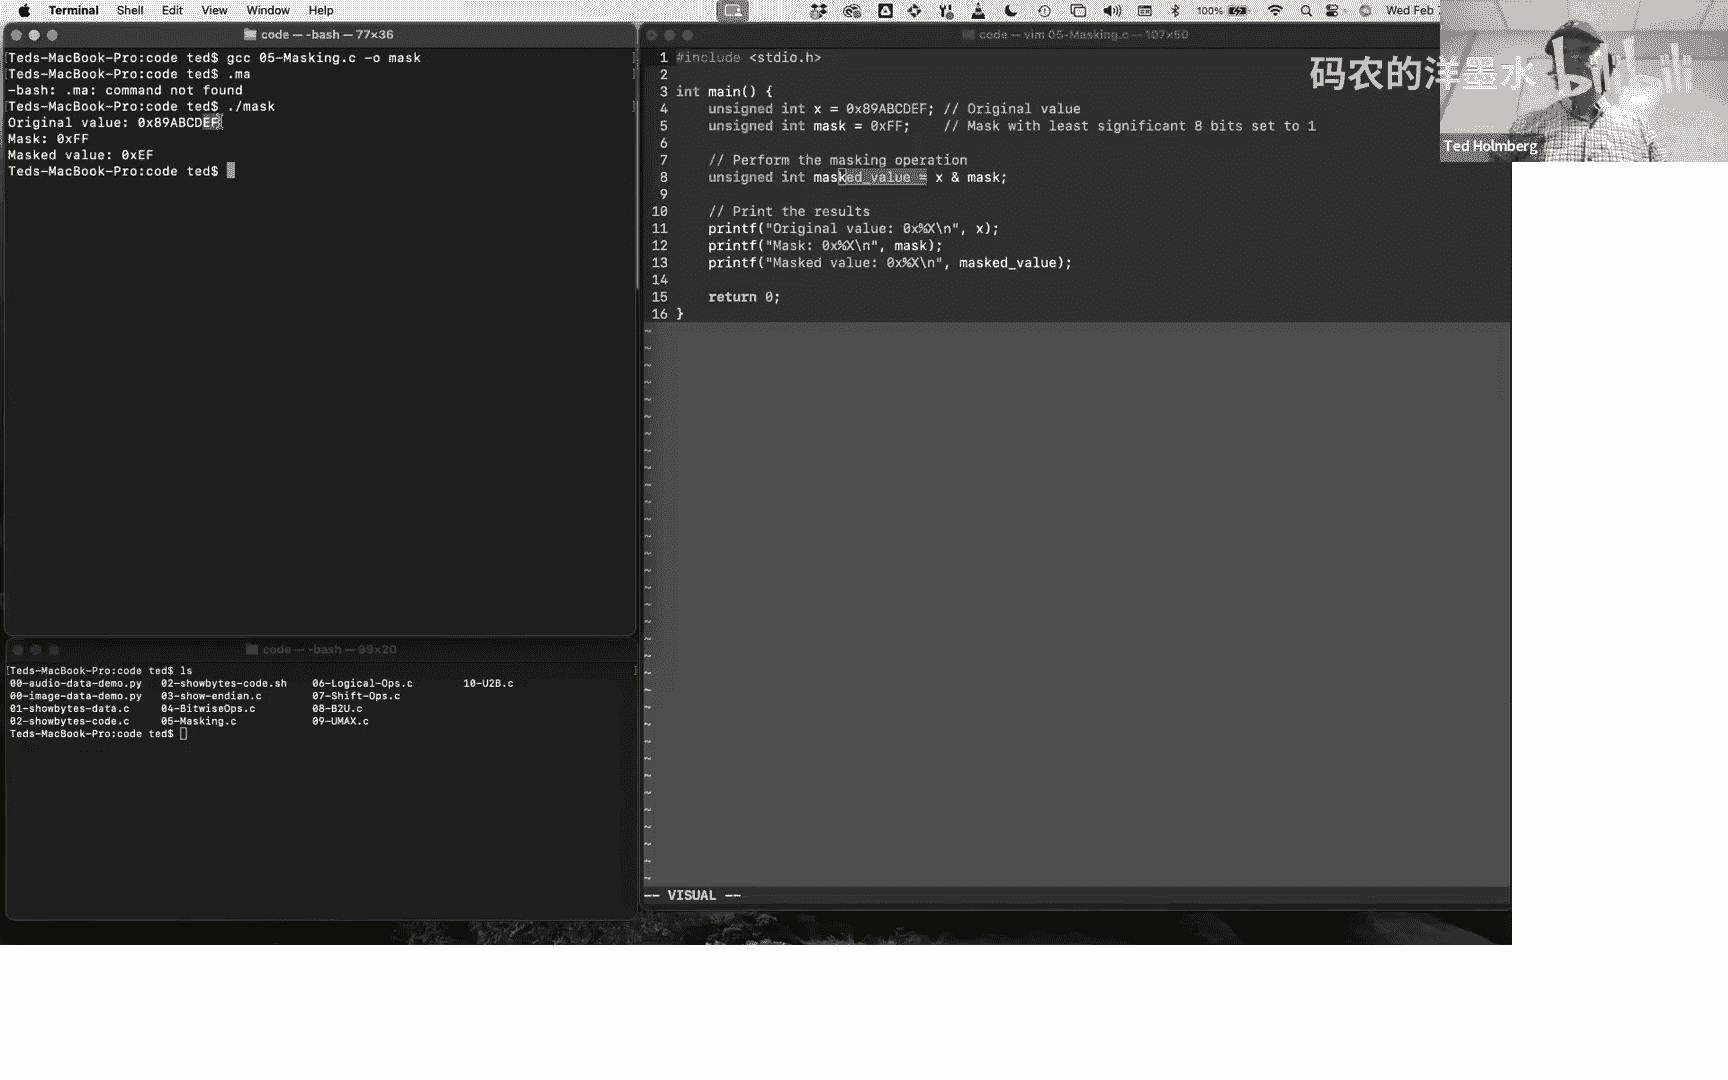 Terminal Shell Edit View Window Help 100% Wed Feb
code — -bash — 77×36
Teds-MacBook-Pro:code ted$ gcc 05-Masking.c -o mask
Teds-MacBook-Pro:code ted$ .ma
-bash: .ma: command not found
Teds-MacBook-Pro:code ted$ ./mask
Original value: 0x89ABCDEF
Mask: 0xFF
Masked value: 0xEF
Teds-MacBook-Pro:code ted$
code — -bash — 99×20
Teds-MacBook-Pro:code ted$ ls
00-audio-data-demo.py 02-showbytes-code.sh 06-Logical-Ops.c 10-U2B.c
00-image-data-demo.py 03-show-endian.c 07-Shift-Ops.c
01-showbytes-data.c 04-BitwiseOps.c 08-B2U.c
02-showbytes-code.c 05-Masking.c 09-UMAX.c
Teds-MacBook-Pro:code ted$
code — vim 05-Masking.c — 107×50
1 #include <stdio.h>
2
3 int main() {
4 unsigned int x = 0x89ABCDEF; // Original value
5 unsigned int mask = 0xFF; // Mask with least significant 8 bits set to 1
6
7 // Perform the masking operation
8 unsigned int masked_value = x & mask;
9
10 // Print the results
11 printf("Original value: 0x%X\n", x);
12 printf("Mask: 0x%X\n", mask);
13 printf("Masked value: 0x%X\n", masked_value);
14
15 return 0;
16 }
-- VISUAL --
码农的洋墨水 bilibili
Ted Holmberg